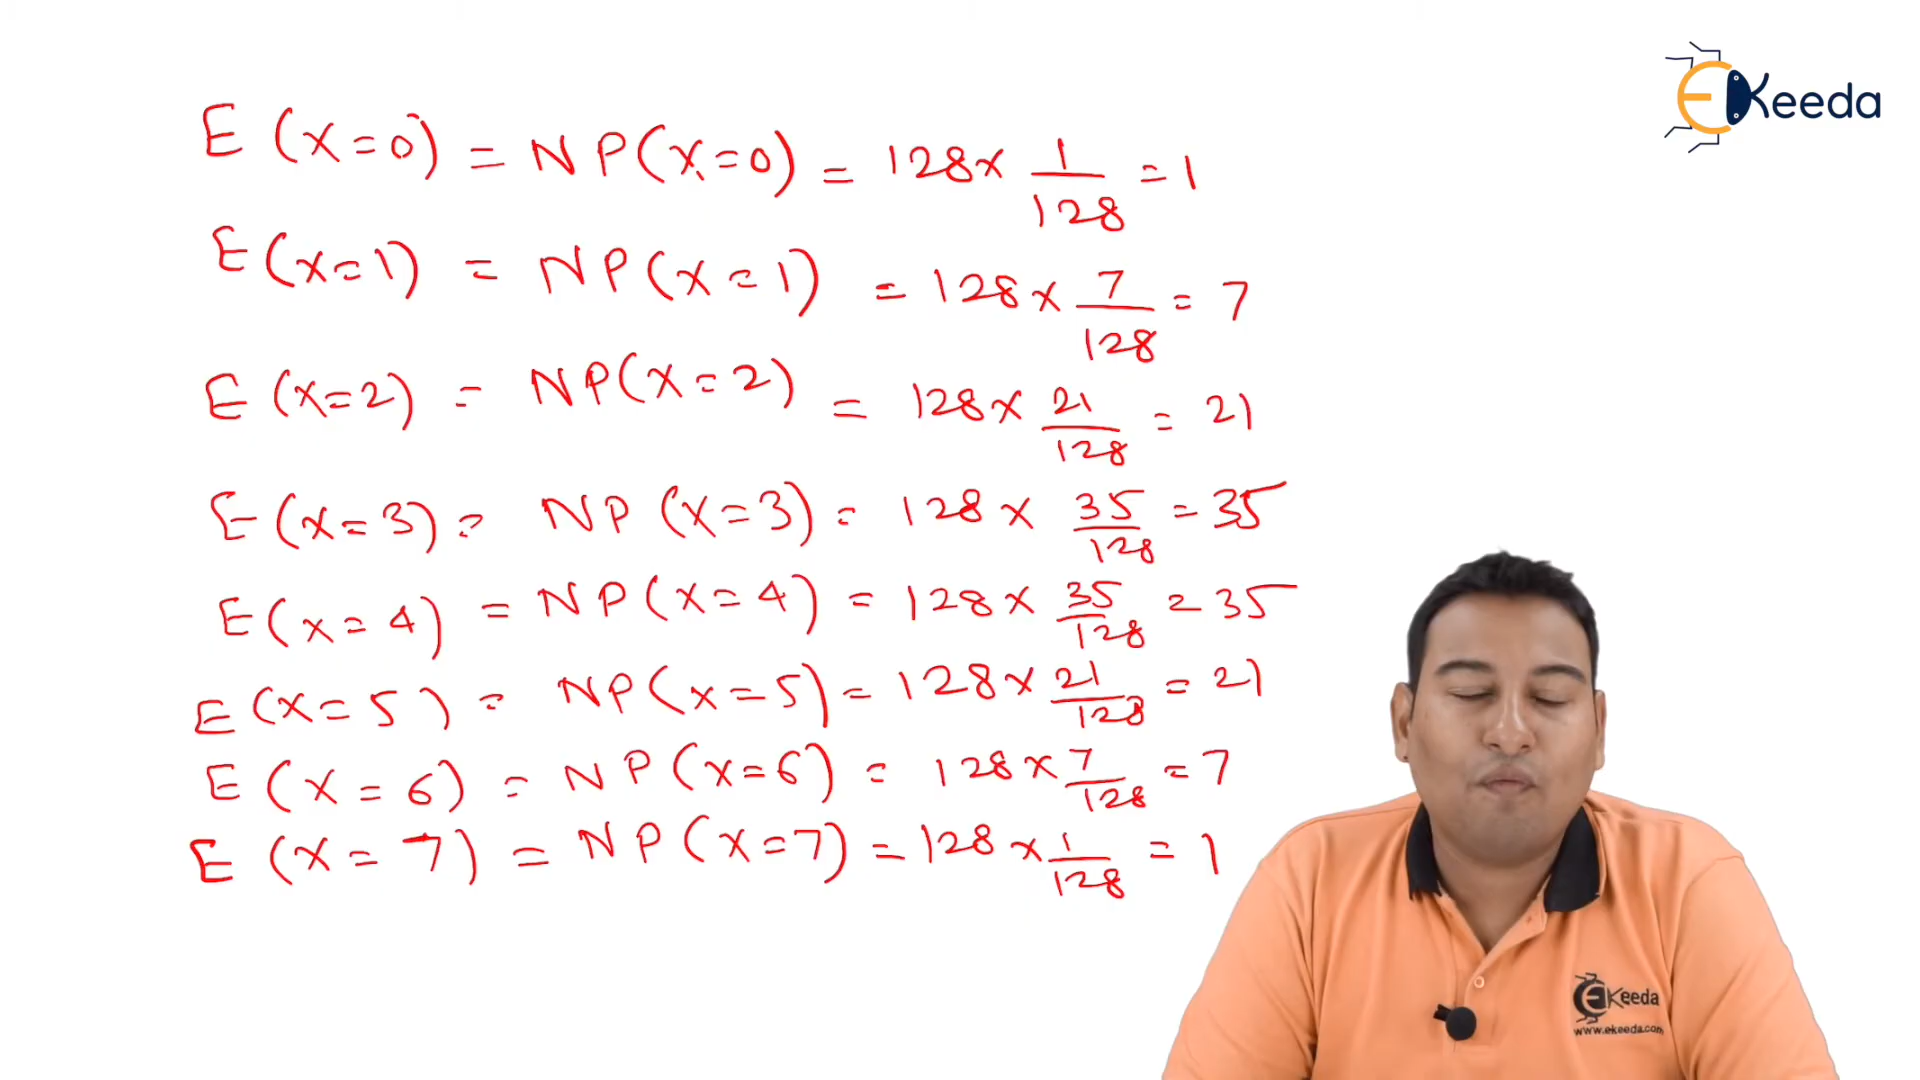 EKeeda
E (X=0) = NP(X=0) = 128 × 1/128 = 1
E (X=1) = NP(X=1) = 128 × 7/128 = 7
E (X=2) = NP(X=2) = 128 × 21/128 = 21
E (X=3) = NP (X=3) = 128 × 35/128 = 35
E (X=4) = NP(X=4) = 128 × 35/128 = 35
E (X=5) = NP(X=5) = 128 × 21/128 = 21
E (X=6) = NP(X=6) = 128 × 7/128 = 7
E (X=7) = NP(X=7) = 128 × 1/128 = 1
EKeeda
www.ekeeda.com